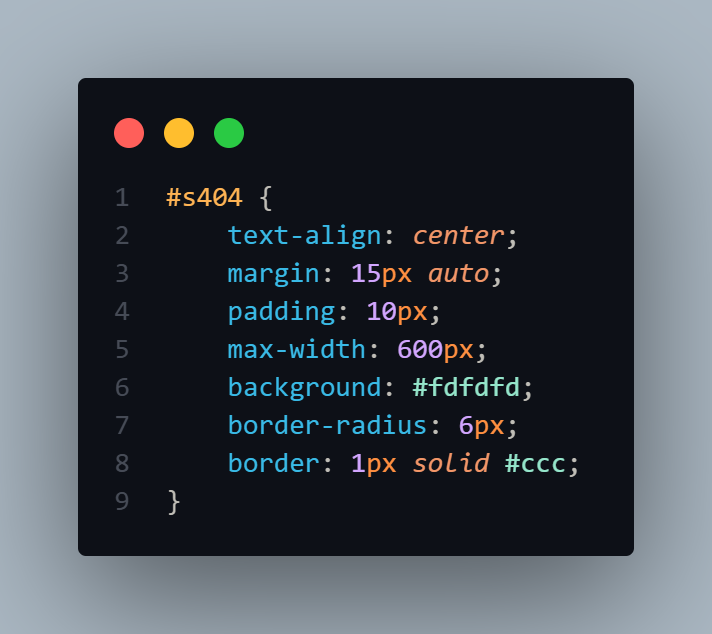 1 #s404 {
2     text-align: center;
3     margin: 15px auto;
4     padding: 10px;
5     max-width: 600px;
6     background: #fdfdfd;
7     border-radius: 6px;
8     border: 1px solid #ccc;
9 }